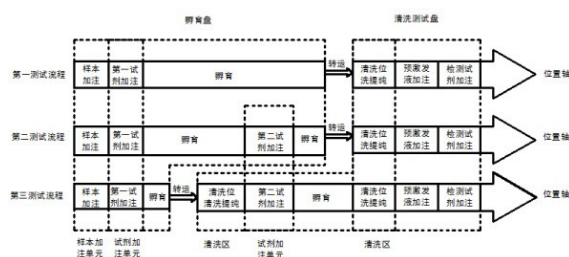 孵育盘
清洗测试盘
第一测试流程
样本
加注
第一试
剂加注
孵育
转运
清洗位
清洗提纯
预激发
液加注
检测试
剂加注
位置轴
第二测试流程
样本
加注
第一试
剂加注
孵育
第二试
剂加注
孵育
转运
清洗位
清洗提纯
预激发
液加注
检测试
剂加注
位置轴
第三测试流程
样本
加注
第一试
剂加注
孵育
转运
清洗位
清洗提纯
第二试
剂加注
孵育
清洗位
清洗提纯
预激发
液加注
检测试
剂加注
位置轴
样本加
注单元
试剂加
注单元
清洗区
试剂加
注单元
清洗区